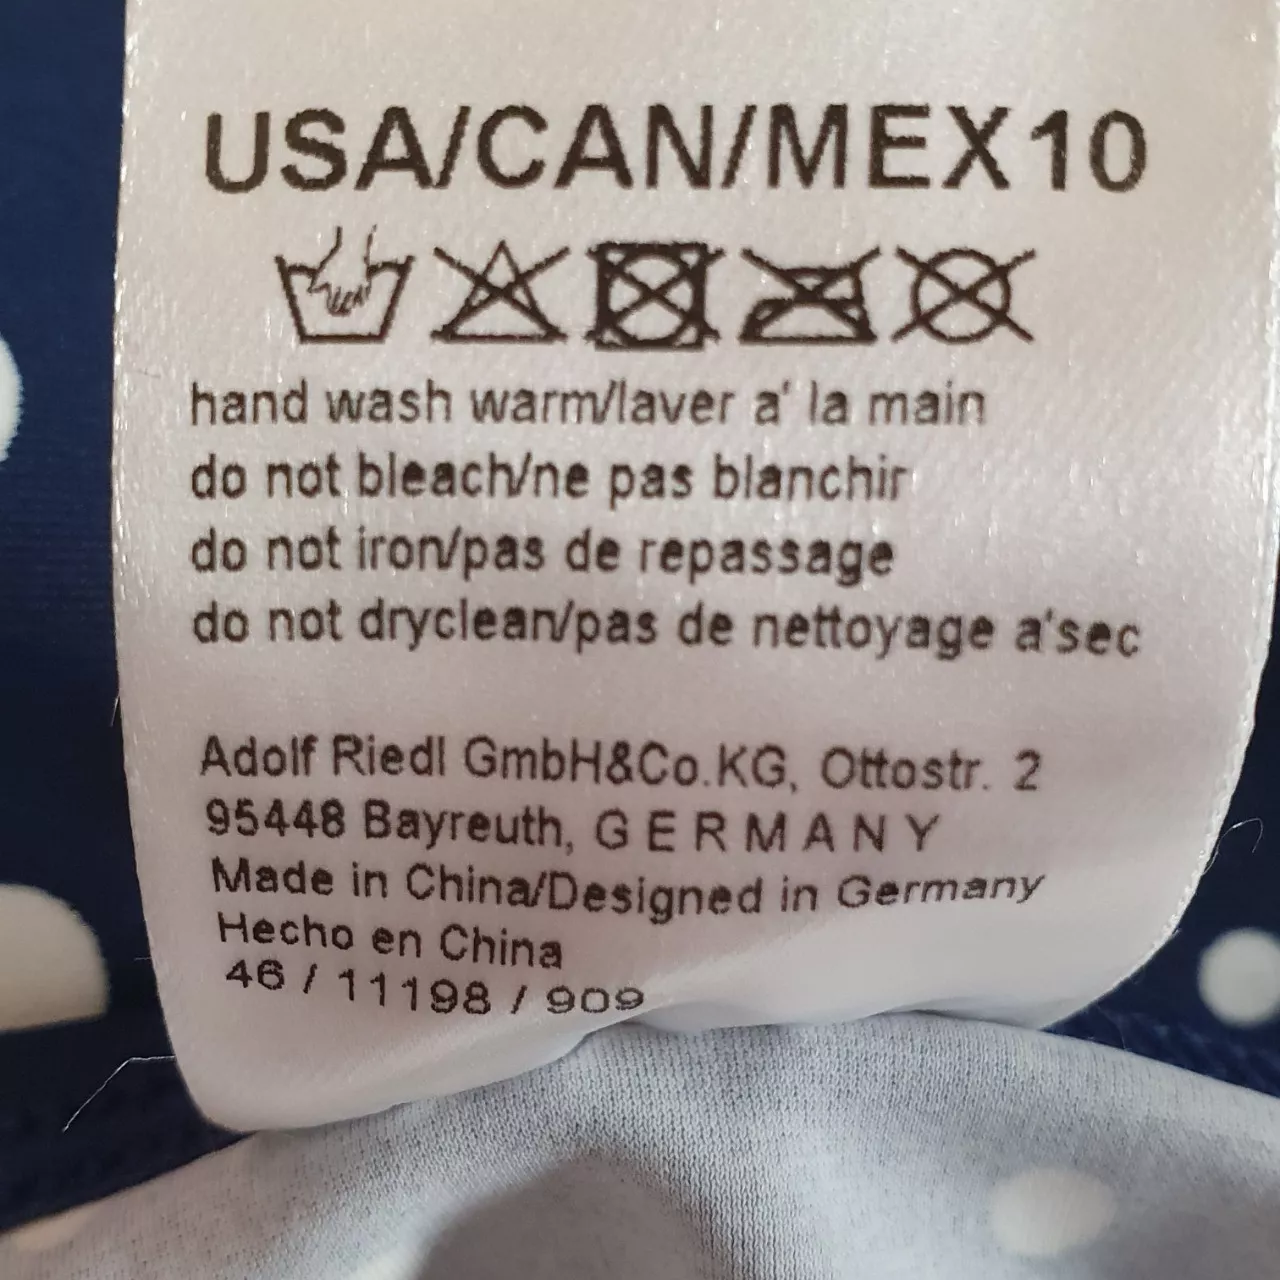 USA/CAN/MEX10
hand wash warm/laver a' la main
do not bleach/ne pas blanchir
do not iron/pas de repassage
do not dryclean/pas de nettoyage a'sec
Adolf Riedl GmbH&Co.KG, Ottostr. 2
95448 Bayreuth, G E R M A N Y
Made in China/Designed in Germany
Hecho en China
46 / 11198 / 909